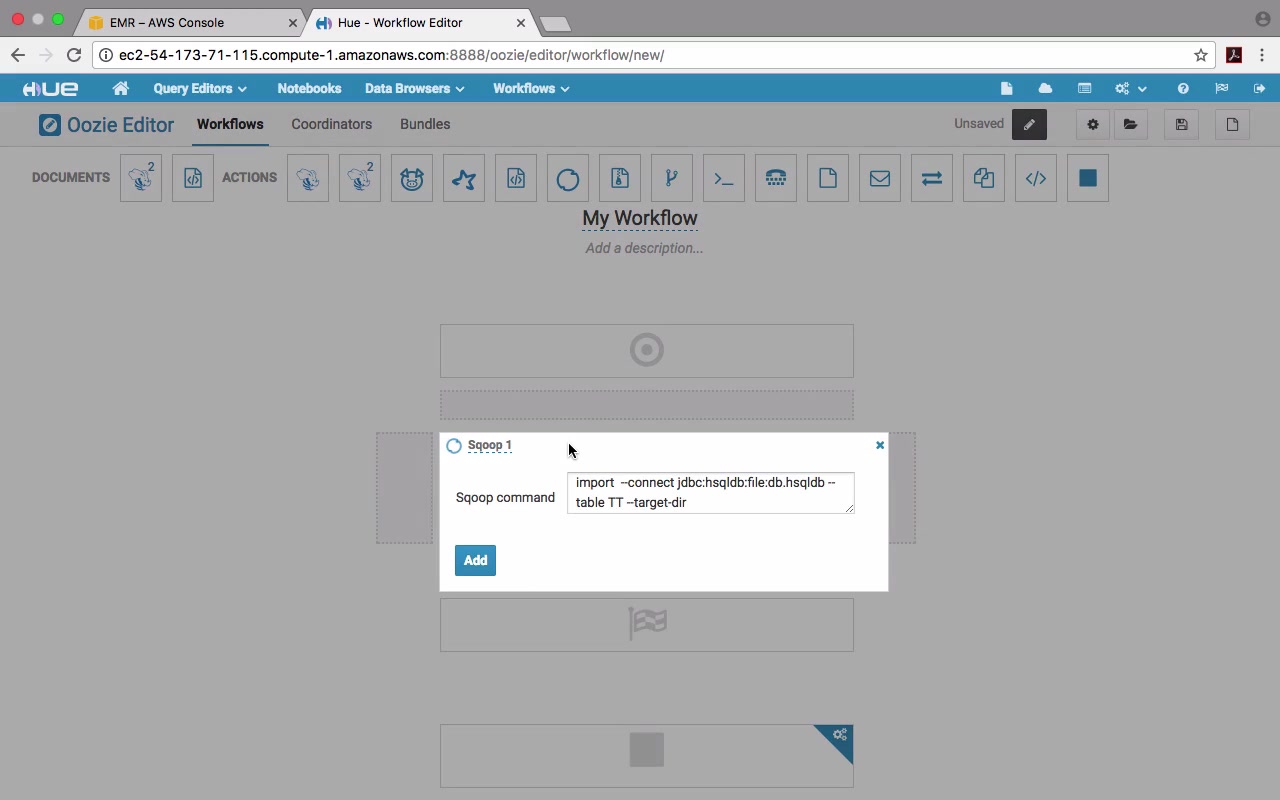 EMR – AWS Console
Hue - Workflow Editor
ec2-54-173-71-115.compute-1.amazonaws.com:8888/oozie/editor/workflow/new/
HUE Query Editors Notebooks Data Browsers Workflows
Oozie Editor Workflows Coordinators Bundles Unsaved
DOCUMENTS 2 ACTIONS 2
My Workflow
Add a description...
Sqoop 1
Sqoop command
import --connect jdbc:hsqldb:file:db.hsqldb --
table TT --target-dir
Add